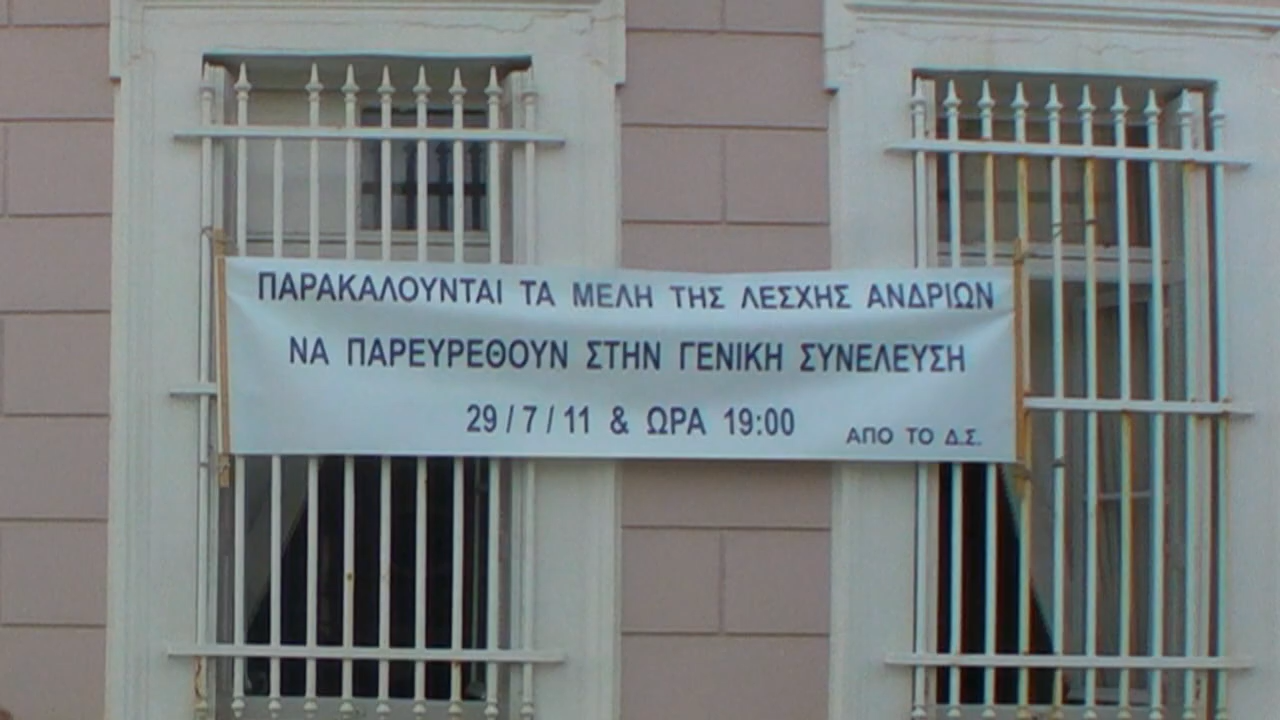 ΠΑΡΑΚΑΛΟΥΝΤΑΙ ΤΑ ΜΕΛΗ ΤΗΣ ΛΕΣΧΗΣ ΑΝΔΡΙΩΝ
ΝΑ ΠΑΡΕΥΡΕΘΟΥΝ ΣΤΗΝ ΓΕΝΙΚΗ ΣΥΝΕΛΕΥΣΗ
29 / 7 / 11 & ΩΡΑ 19:00
ΑΠΟ ΤΟ Δ.Σ.